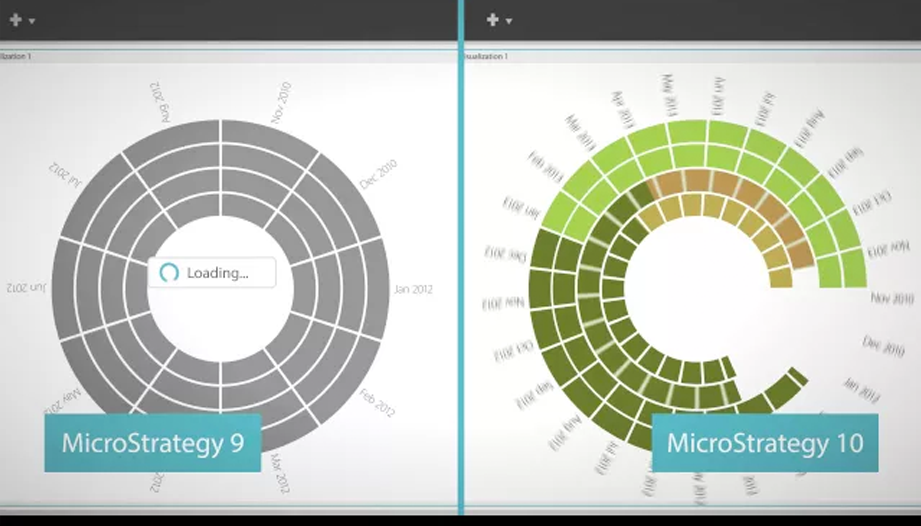 lization 1
Aug 2012
Nov 2010
Jul 2012
Dec 2010
Loading...
Jun 2012
Jan 2012
May 2012
Feb 2012
MicroStrategy 9
Mar 2012
isualization 1
May 2013
Jun 2013
Apr 2013
Jul 2013
Mar 2013
Aug 2013
Feb 2013
Sep 2013
Jan 2013
Oct 2013
Dec 2012
Nov 2013
Nov 2012
Nov 2010
Oct 2012
Dec 2010
Sep 2012
Jan 2012
Aug 2012
MicroStrategy 10